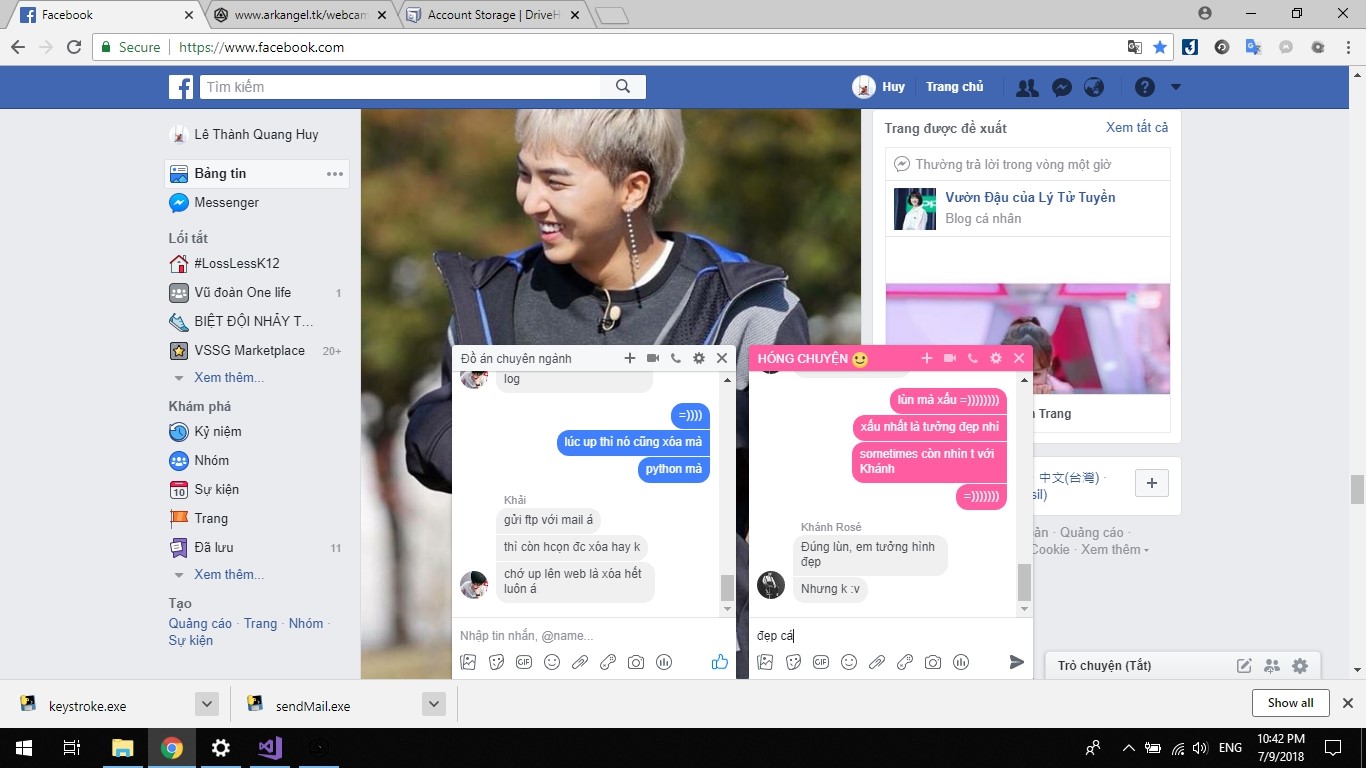 Facebook
www.arkangel.tk/webcam
Account Storage | DriveH
Secure
https://www.facebook.com
Tìm kiếm
Huy
Trang chủ
Lê Thành Quang Huy
Bảng tin
Messenger
Lối tắt
#LossLessK12
Vũ đoàn One life 1
BIỆT ĐỘI NHẢY T...
VSSG Marketplace 20+
Xem thêm...
Khám phá
Kỷ niệm
Nhóm
10 Sự kiện
Trang
Đã lưu 11
Xem thêm...
Tạo
Quảng cáo · Trang · Nhóm ·
Sự kiện
Đồ án chuyên ngành
log
=))))
lúc up thì nó cũng xóa mà
python mà
Khải
gửi ftp với mail á
thì còn hcọn đc xóa hay k
chớ up lên web là xóa hết
luôn á
Nhập tin nhắn, @name...
GIF
HÓNG CHUYỆN
lùn mà xấu =))))))))
xấu nhất là tưởng đẹp nhi
sometimes còn nhìn t với
Khánh
=)))))))
Khánh Rosé
Đúng lùn, em tưởng hình
đẹp
Nhưng k :v
đẹp cá
GIF
Trang được đề xuất
Xem tất cả
Thường trả lời trong vòng một giờ
Vườn Đậu của Lý Tử Tuyền
Blog cá nhân
Trang
中文(台灣) ·
sil)
· Quảng cáo ·
Cookie · Xem thêm
Trò chuyện (Tắt)
keystroke.exe
sendMail.exe
Show all
ENG
10:42 PM
7/9/2018